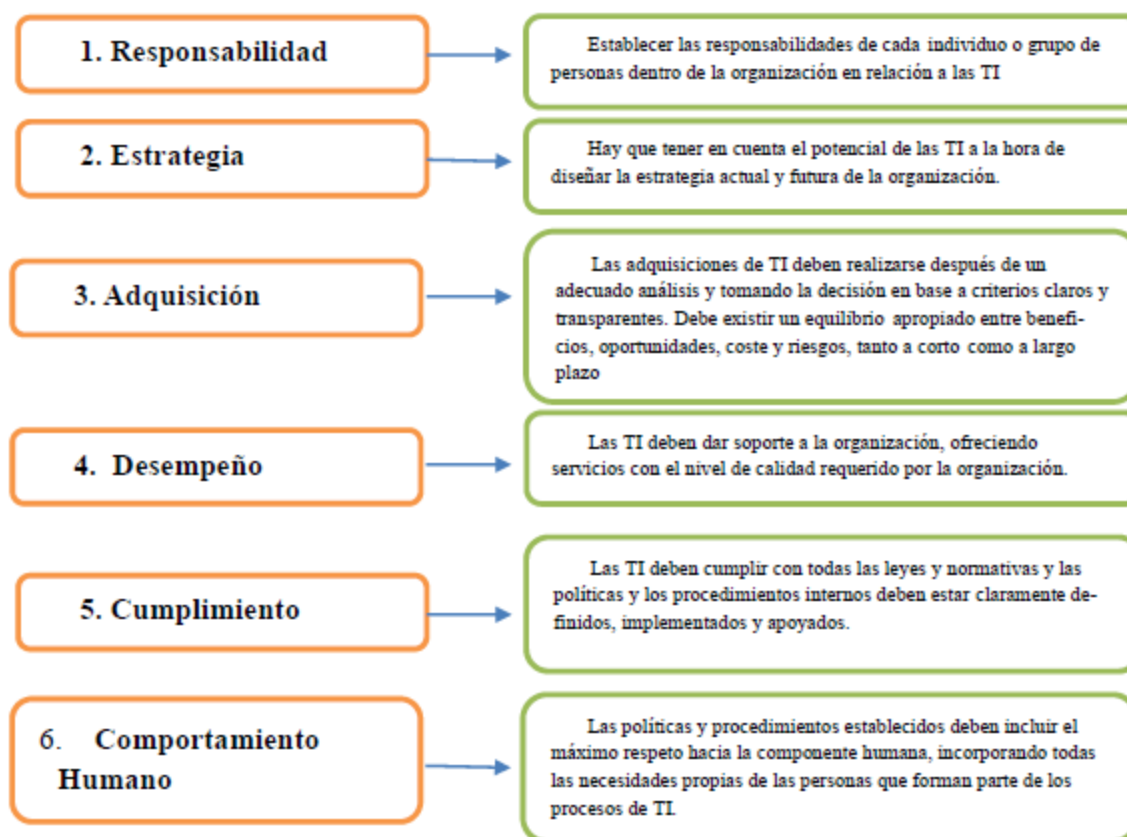 1. Responsabilidad
Establecer las responsabilidades de cada individuo o grupo de
personas dentro de la organización en relación a las TI
2. Estrategia
Hay que tener en cuenta el potencial de las TI a la hora de
diseñar la estrategia actual y futura de la organización.
3. Adquisición
Las adquisiciones de TI deben realizarse después de un
adecuado análisis y tomando la decisión en base a criterios claros y
transparentes. Debe existir un equilibrio apropiado entre benefi-
cios, oportunidades, coste y riesgos, tanto a corto como a largo
plazo
4. Desempeño
Las TI deben dar soporte a la organización, ofreciendo
servicios con el nivel de calidad requerido por la organización.
5. Cumplimiento
Las TI deben cumplir con todas las leyes y normativas y las
políticas y los procedimientos internos deben estar claramente de-
finidos, implementados y apoyados.
6. Comportamiento
Humano
Las políticas y procedimientos establecidos deben incluir el
máximo respeto hacia la componente humana, incorporando todas
las necesidades propias de las personas que forman parte de los
procesos de TI.